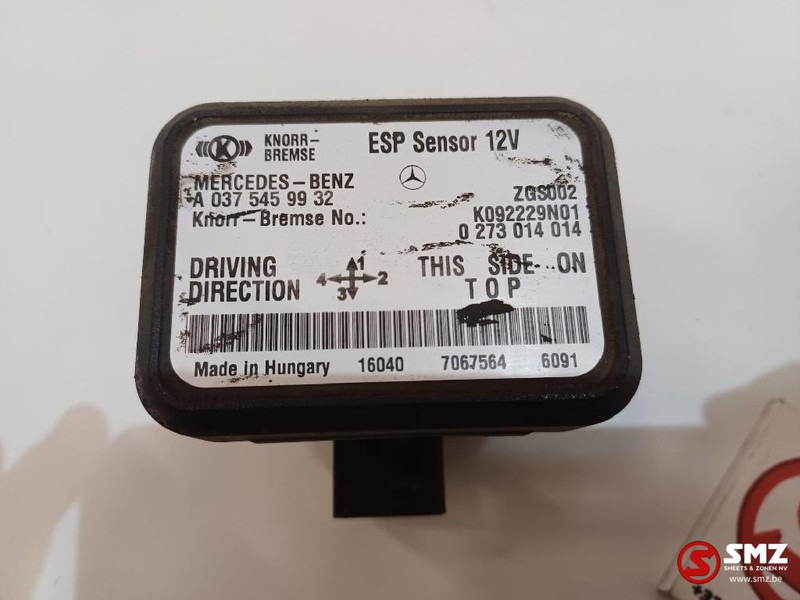 K KNORR-BREMSE
ESP Sensor 12V
MERCEDES-BENZ
A 037 545 99 32
ZGS002
Knorr-Bremse No.:
K092229N01
0 273 014 014
DRIVING DIRECTION
1
4 2
3
THIS SIDE ON TOP
Made in Hungary 16040 7067564 6091
S SMZ
SMEETS & ZONEN NV
www.smz.be